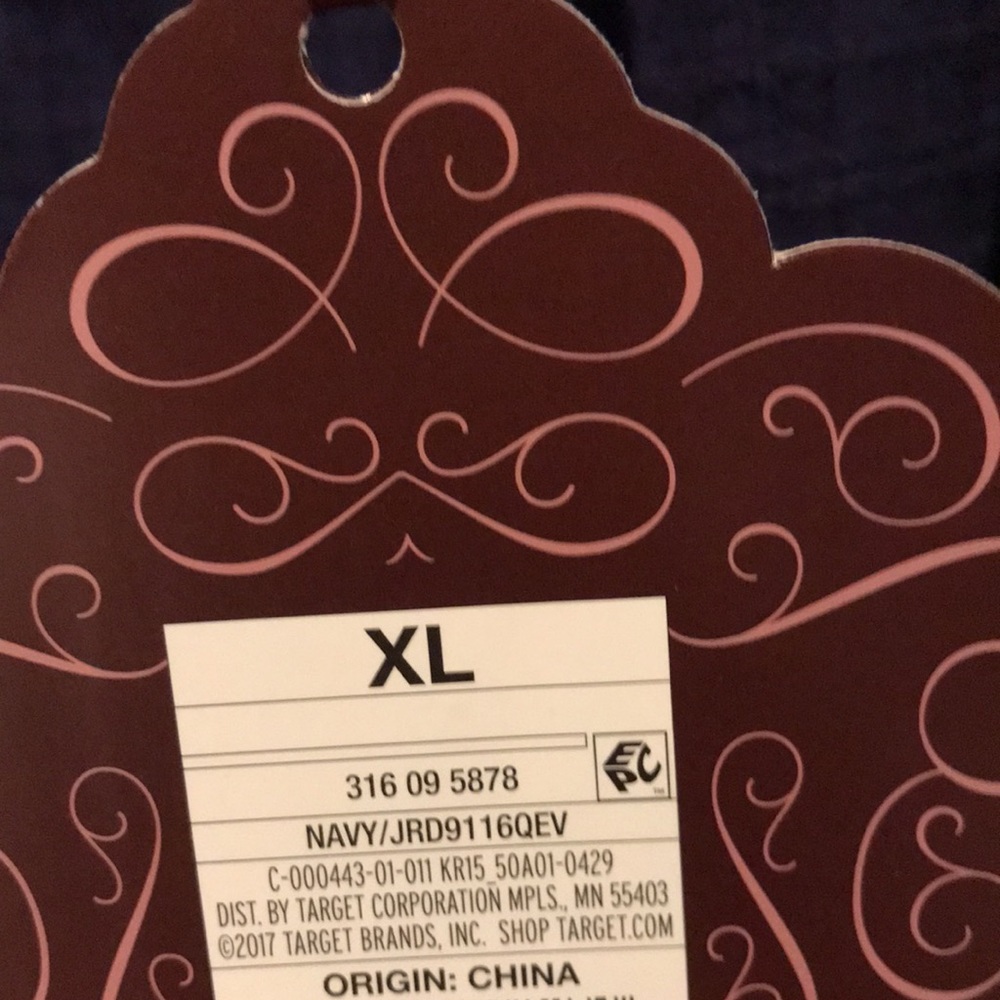 XL
EPC
316 09 5878
NAVY/JRD9116QEV
C-000443-01-011 KR15_50A01-0429
DIST. BY TARGET CORPORATION MPLS., MN 55403
©2017 TARGET BRANDS, INC. SHOP TARGET.COM
ORIGIN: CHINA